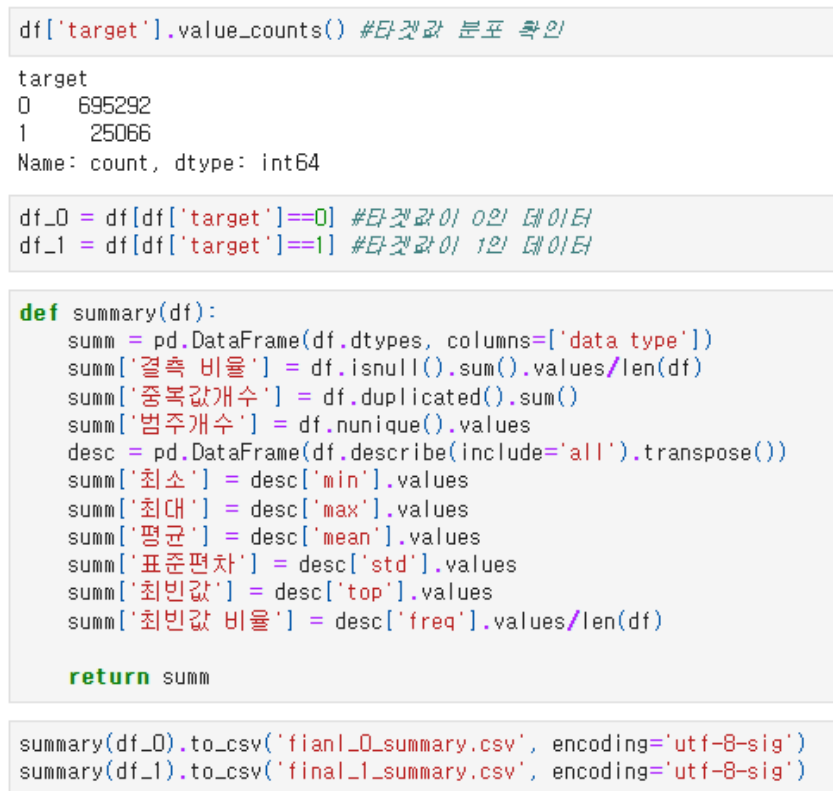 df['target'].value_counts() #타겟값 분포 확인
target
0    695292
1     25066
Name: count, dtype: int64
df_0 = df[df['target']==0] #타겟값이 0인 데이터
df_1 = df[df['target']==1] #타겟값이 1인 데이터
def summary(df):
    summ = pd.DataFrame(df.dtypes, columns=['data type'])
    summ['결측 비율'] = df.isnull().sum().values/len(df)
    summ['중복값개수'] = df.duplicated().sum()
    summ['범주개수'] = df.nunique().values
    desc = pd.DataFrame(df.describe(include='all').transpose())
    summ['최소'] = desc['min'].values
    summ['최대'] = desc['max'].values
    summ['평균'] = desc['mean'].values
    summ['표준편차'] = desc['std'].values
    summ['최빈값'] = desc['top'].values
    summ['최빈값 비율'] = desc['freq'].values/len(df)
    return summ
summary(df_0).to_csv('fianl_0_summary.csv', encoding='utf-8-sig')
summary(df_1).to_csv('final_1_summary.csv', encoding='utf-8-sig')